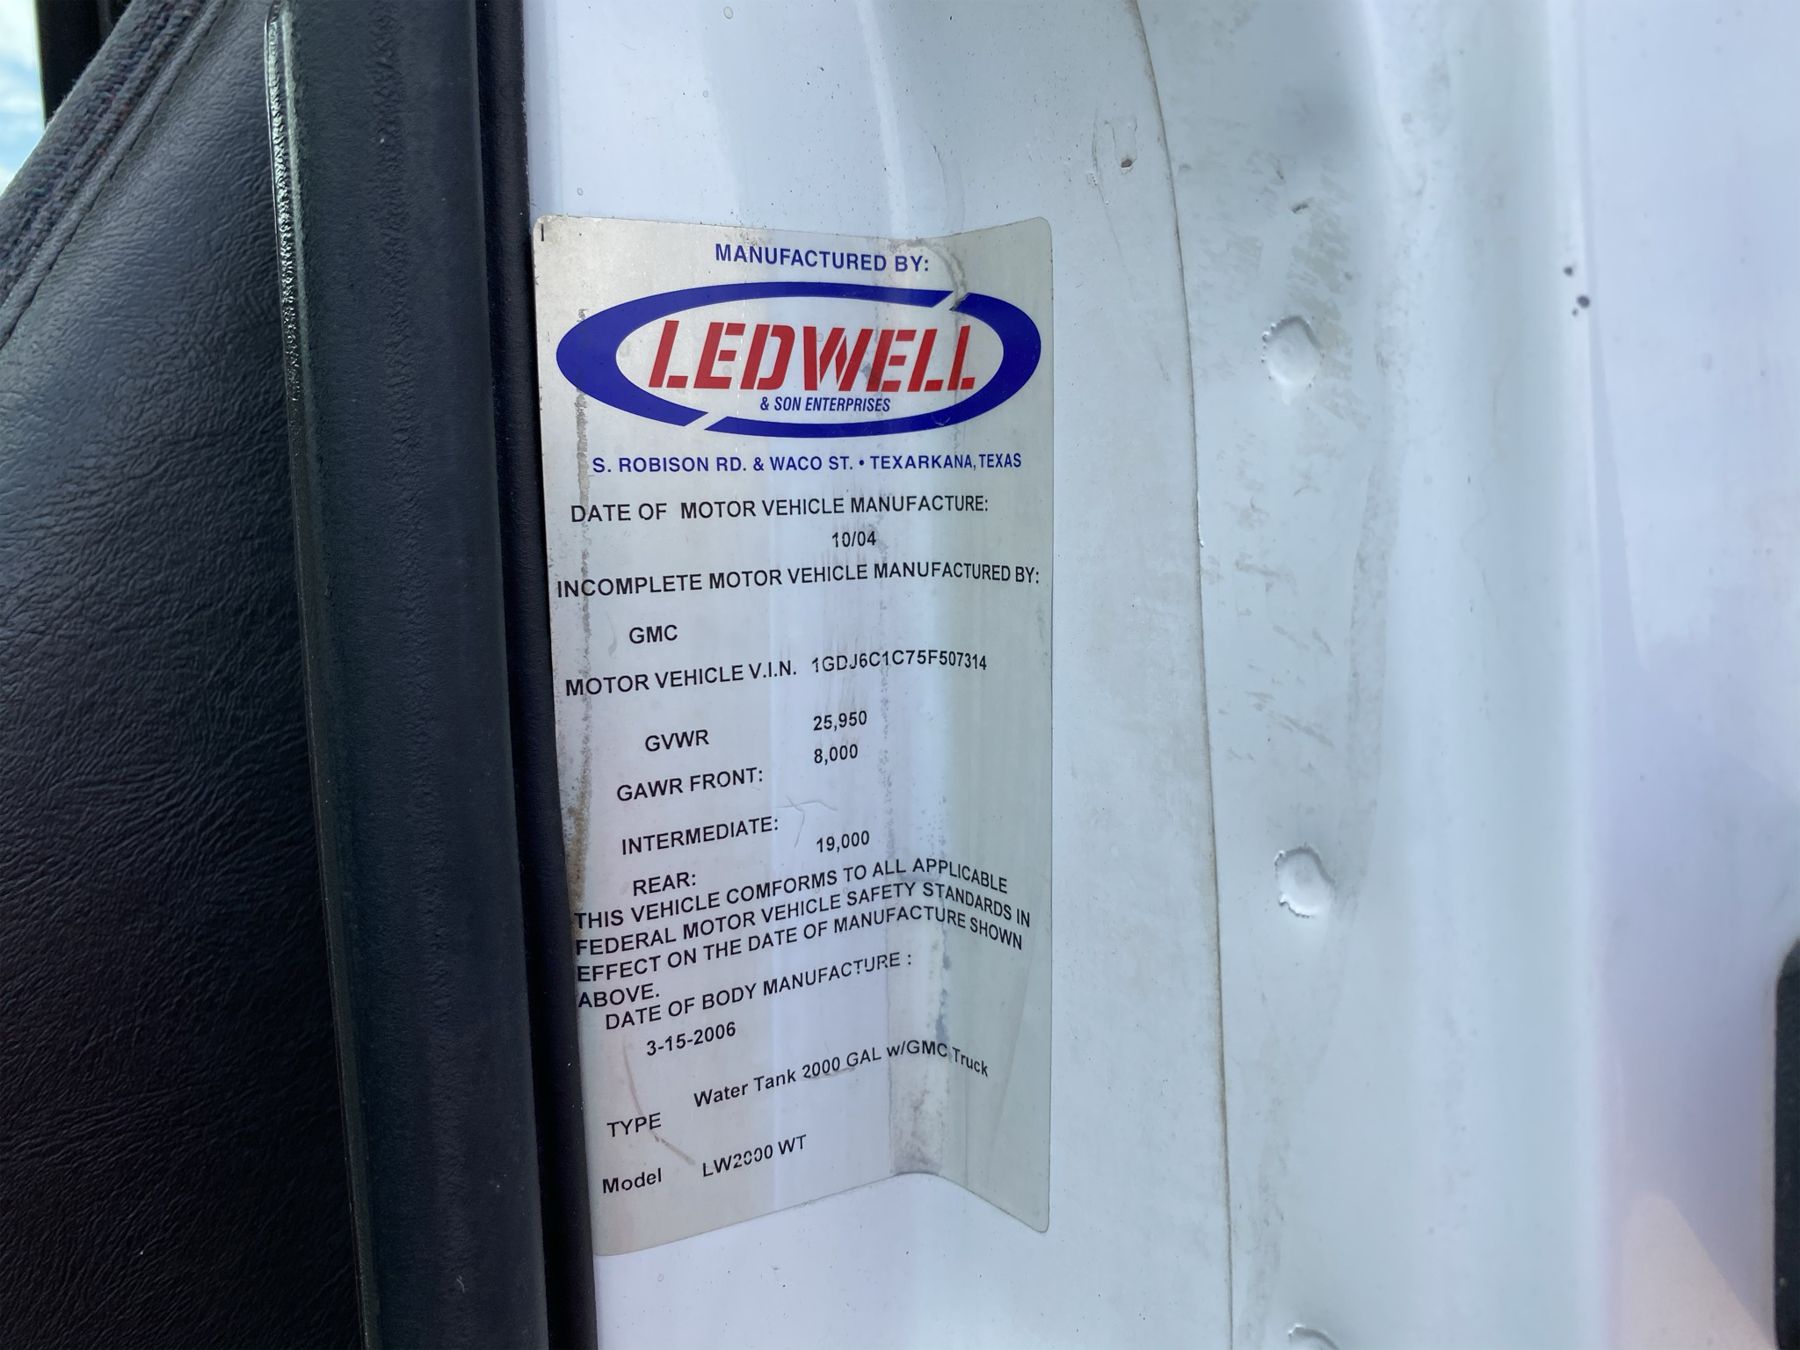 MANUFACTURED BY:
LEDWELL
& SON ENTERPRISES
S. ROBISON RD. & WACO ST. • TEXARKANA, TEXAS
DATE OF MOTOR VEHICLE MANUFACTURE:
10/04
INCOMPLETE MOTOR VEHICLE MANUFACTURED BY:
GMC
MOTOR VEHICLE V.I.N. 1GDJ6C1C75F507314
GVWR 25,950
GAWR FRONT: 8,000
INTERMEDIATE:
REAR: 19,000
THIS VEHICLE COMFORMS TO ALL APPLICABLE
FEDERAL MOTOR VEHICLE SAFETY STANDARDS IN
EFFECT ON THE DATE OF MANUFACTURE SHOWN
ABOVE.
DATE OF BODY MANUFACTURE :
3-15-2006
TYPE Water Tank 2000 GAL w/GMC Truck
Model LW2000 WT